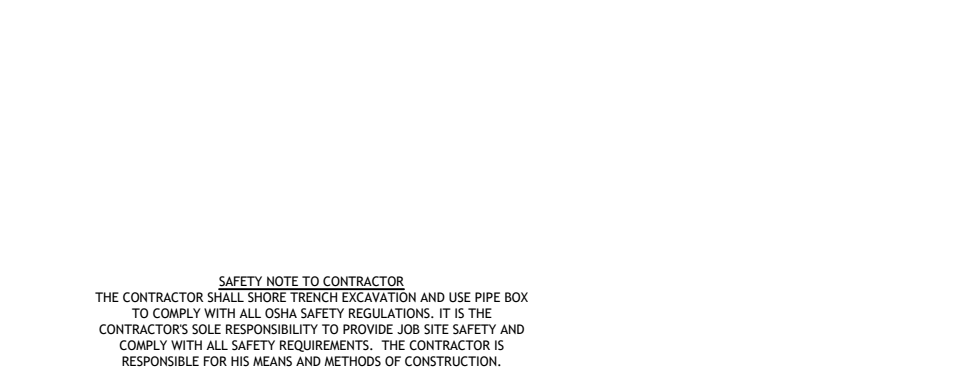 SAFETY NOTE TO CONTRACTOR
THE CONTRACTOR SHALL SHORE TRENCH EXCAVATION AND USE PIPE BOX
TO COMPLY WITH ALL OSHA SAFETY REGULATIONS. IT IS THE
CONTRACTOR'S SOLE RESPONSIBILITY TO PROVIDE JOB SITE SAFETY AND
COMPLY WITH ALL SAFETY REQUIREMENTS.  THE CONTRACTOR IS
RESPONSIBLE FOR HIS MEANS AND METHODS OF CONSTRUCTION.